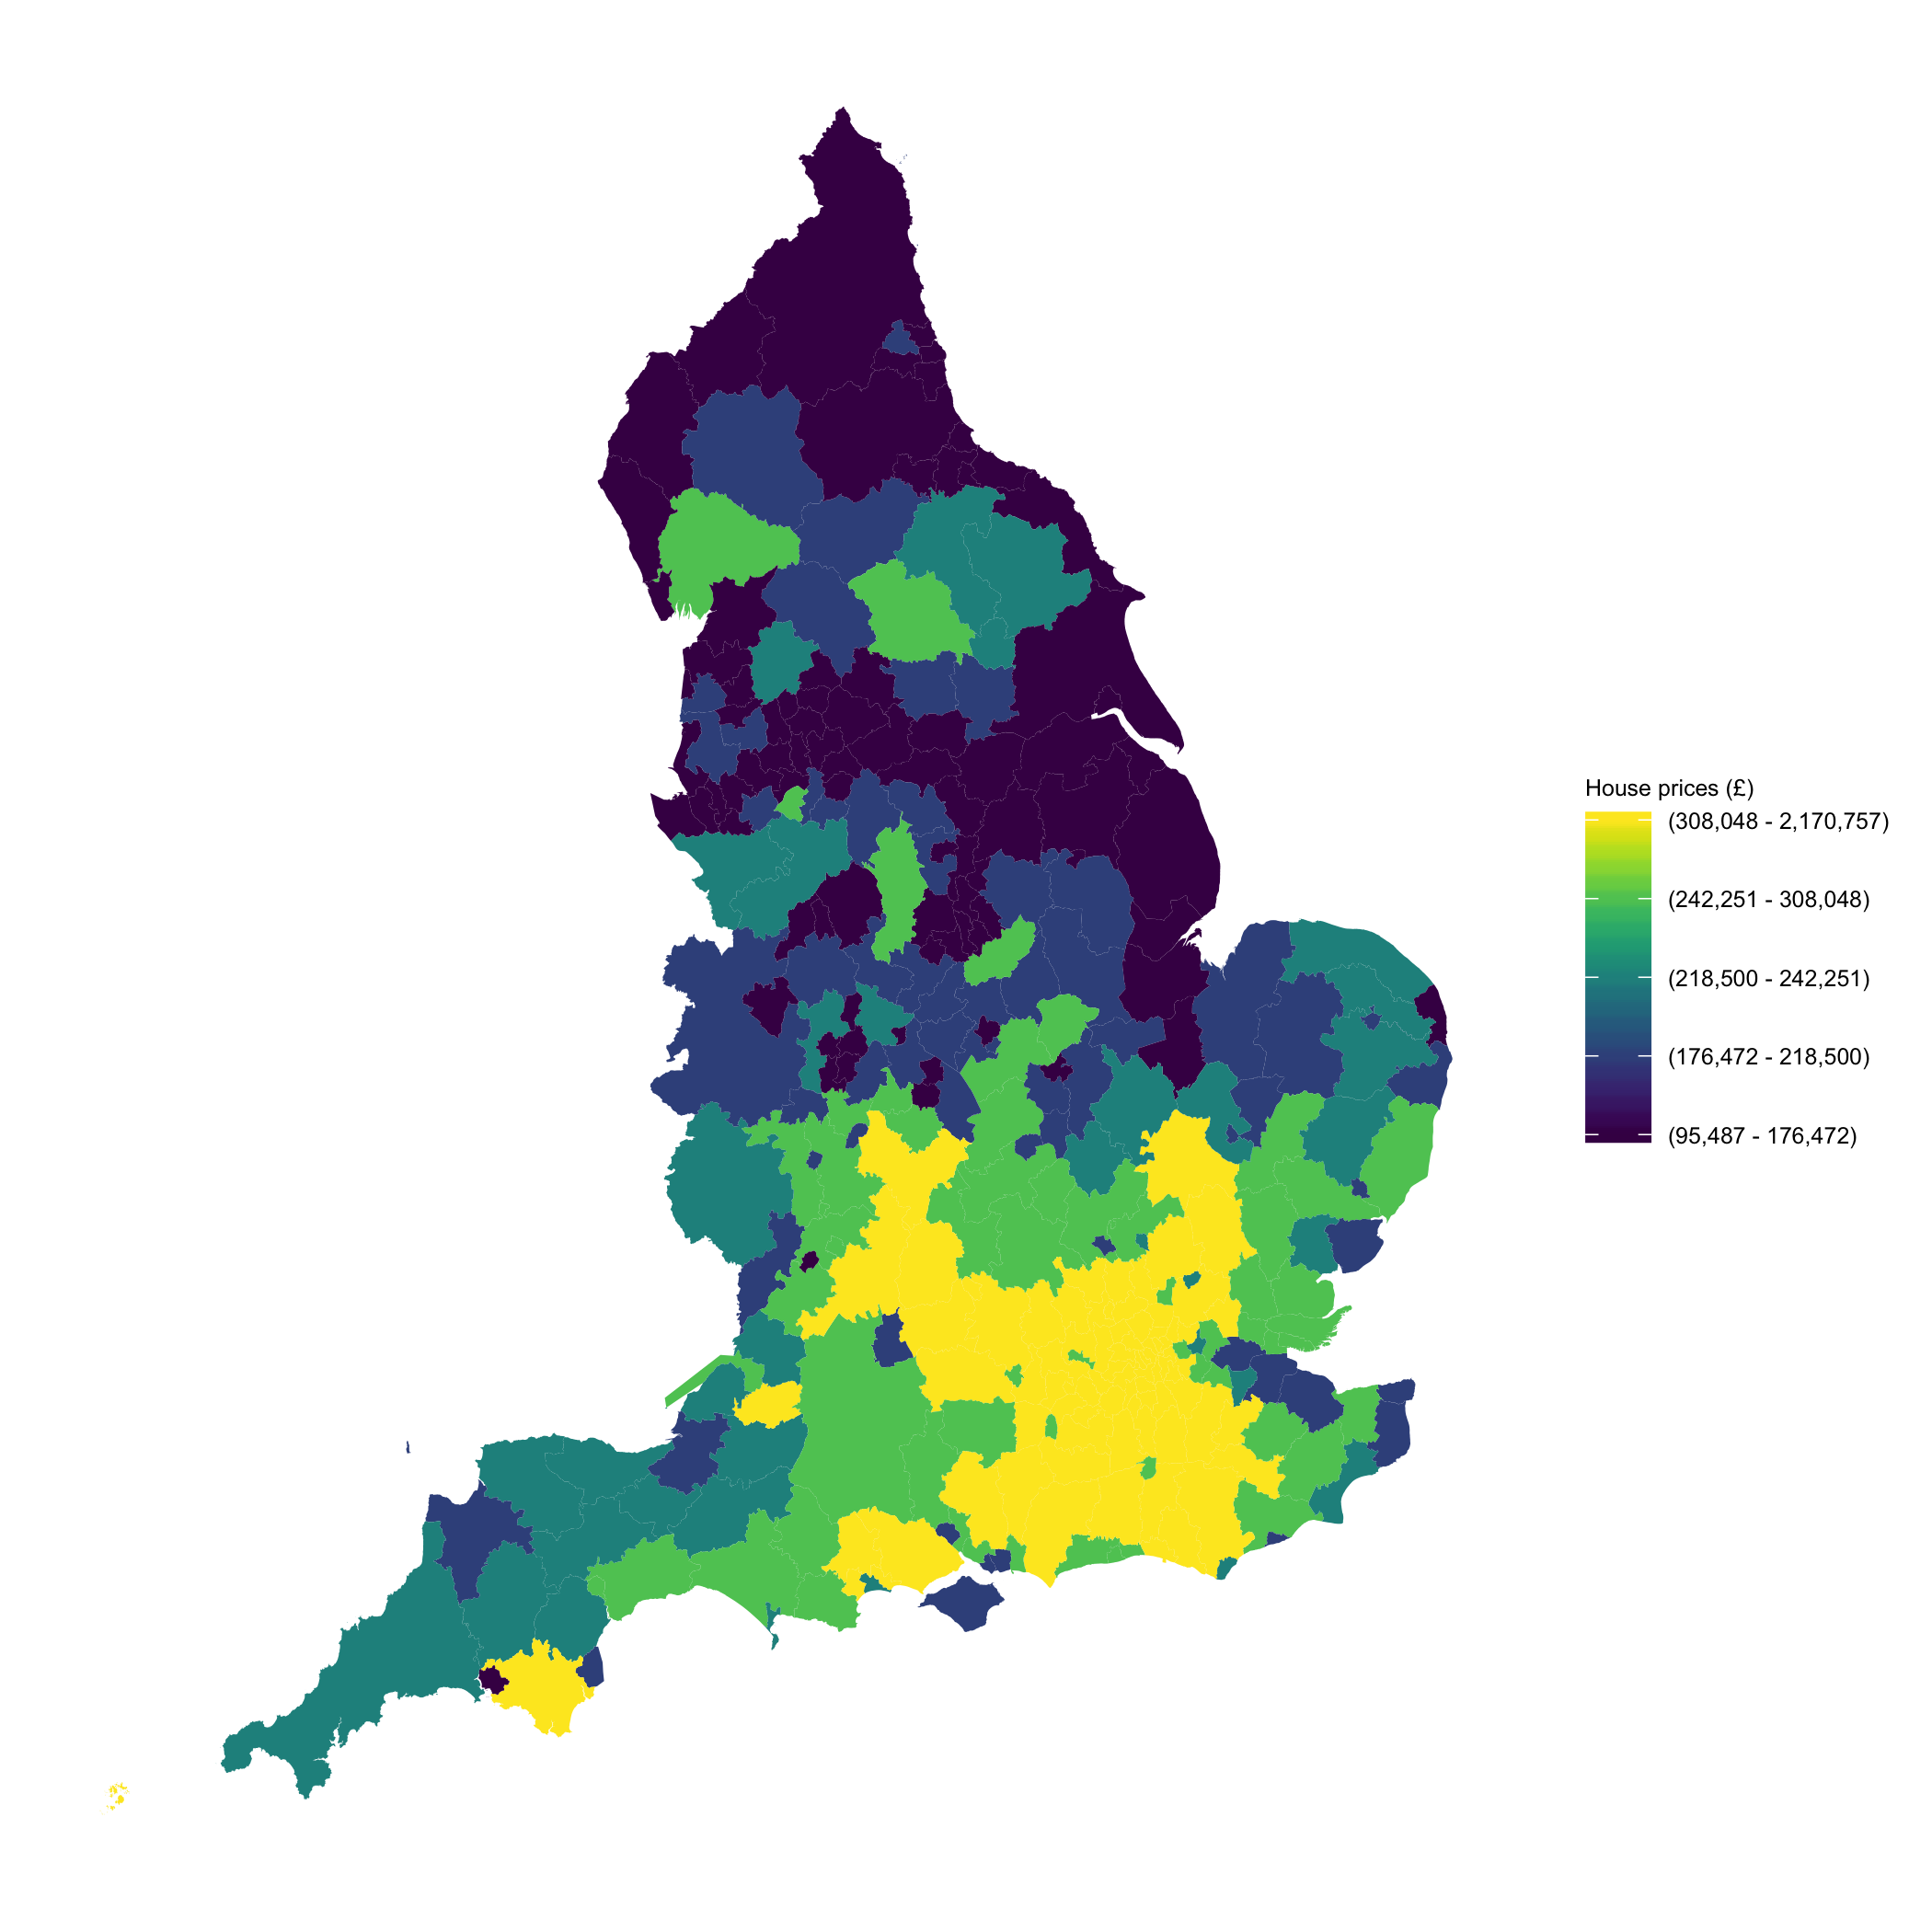 House prices (£)
(308,048 - 2,170,757)
(242,251 - 308,048)
(218,500 - 242,251)
(176,472 - 218,500)
(95,487 - 176,472)